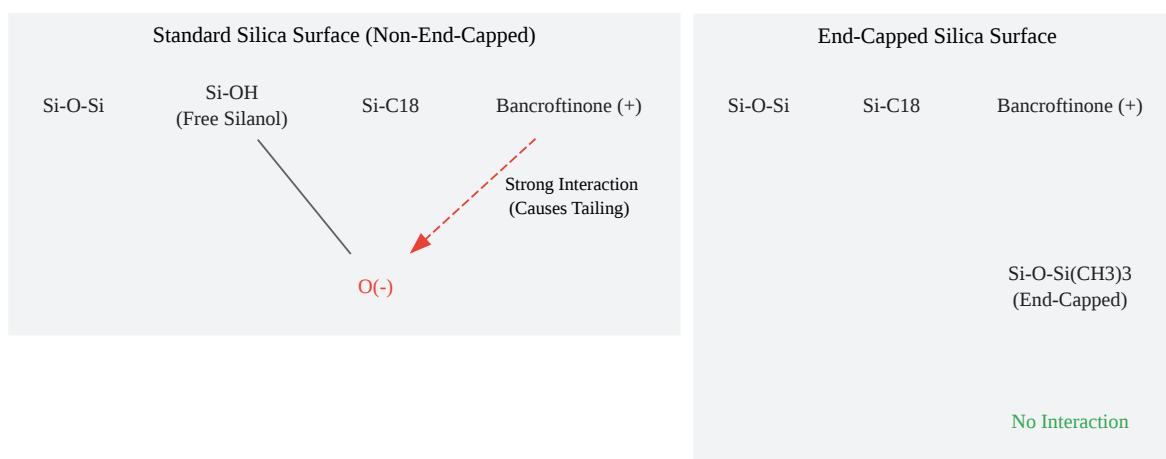 Standard Silica Surface (Non-End-Capped)
Si-O-Si
Si-OH
(Free Silanol)
Si-C18
Bancroftinone (+)
Strong Interaction
(Causes Tailing)
O(-)
End-Capped Silica Surface
Si-O-Si
Si-C18
Bancroftinone (+)
Si-O-Si(CH3)3
(End-Capped)
No Interaction